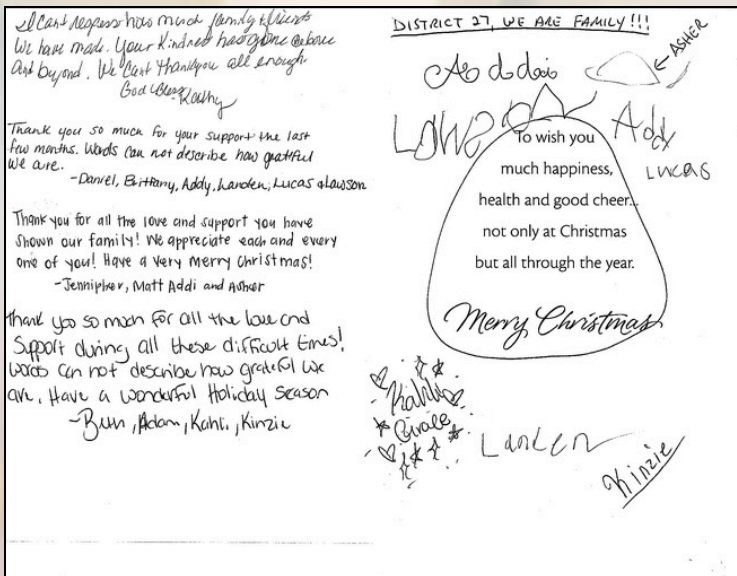 I Cant express how much family & friends
We have made. Your Kindness has gone above
And beyond. We Cant thankyou all enough
God Bless
-Kathy
Thank you so much for your support the last
few months. Words can not describe how grateful
we are.
-Daniel, Brittany, Addy, Landen, Lucas & Lawson
Thank you for all the love and support you have
shown our family! We appreciate each and every
one of you! Have a very merry christmas!
-Jennipher, Matt Addi and Asher
Thank you so much for all the love and
Support during all these difficult times!
Words can not describe how grateful we
are. Have a wonderful Holiday Season
~Beth, Adam, Kahli, Kinzie
DISTRICT 27, WE ARE FAMILY!!!
ASHER
Addi
Laws
Addy
Lucas
To wish you
much happiness,
health and good cheer...
not only at Christmas
but all through the year.
Merry Christmas
Kahli
Grace
Landen
Kinzie